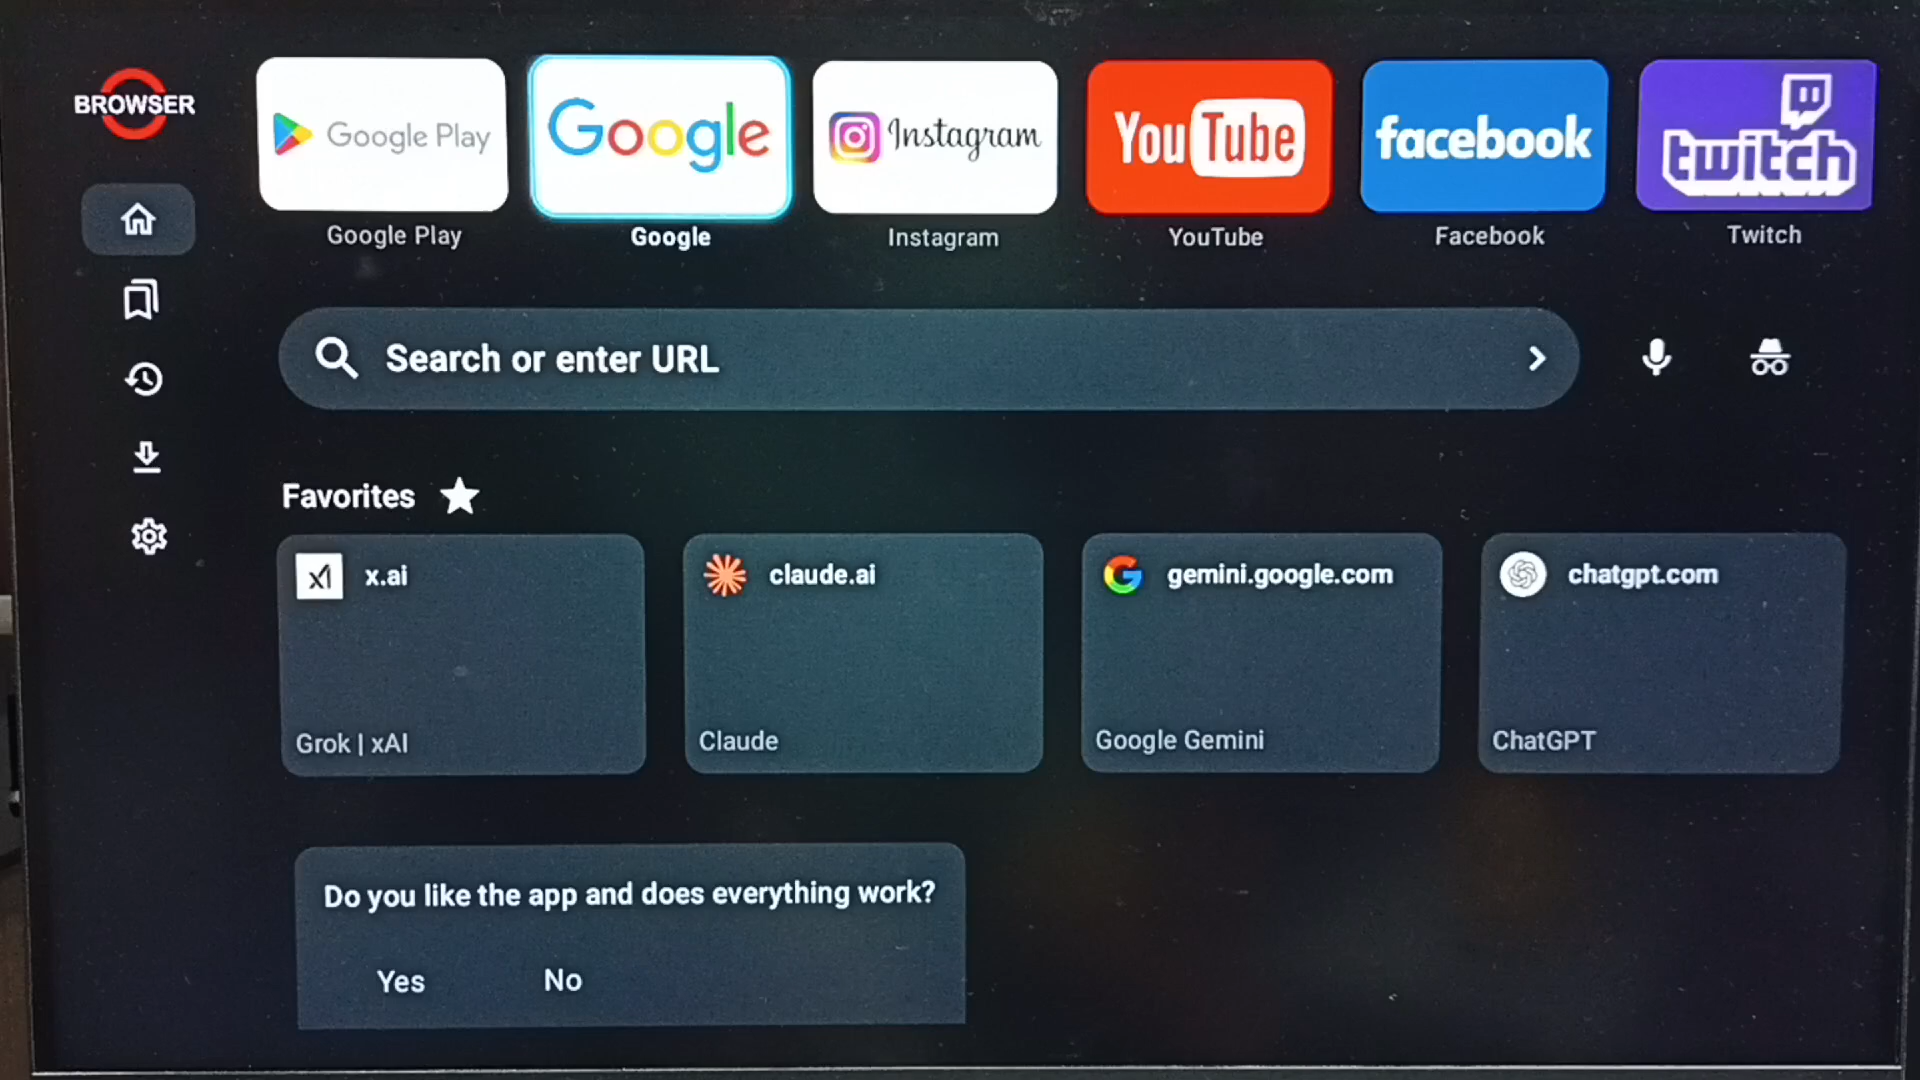 BROWSER
Google Play
Google
Instagram
YouTube
facebook
twitch
Google Play
Google
Instagram
YouTube
Facebook
Twitch
Search or enter URL
Favorites
x.ai
claude.ai
gemini.google.com
chatgpt.com
Grok | xAI
Claude
Google Gemini
ChatGPT
Do you like the app and does everything work?
Yes No